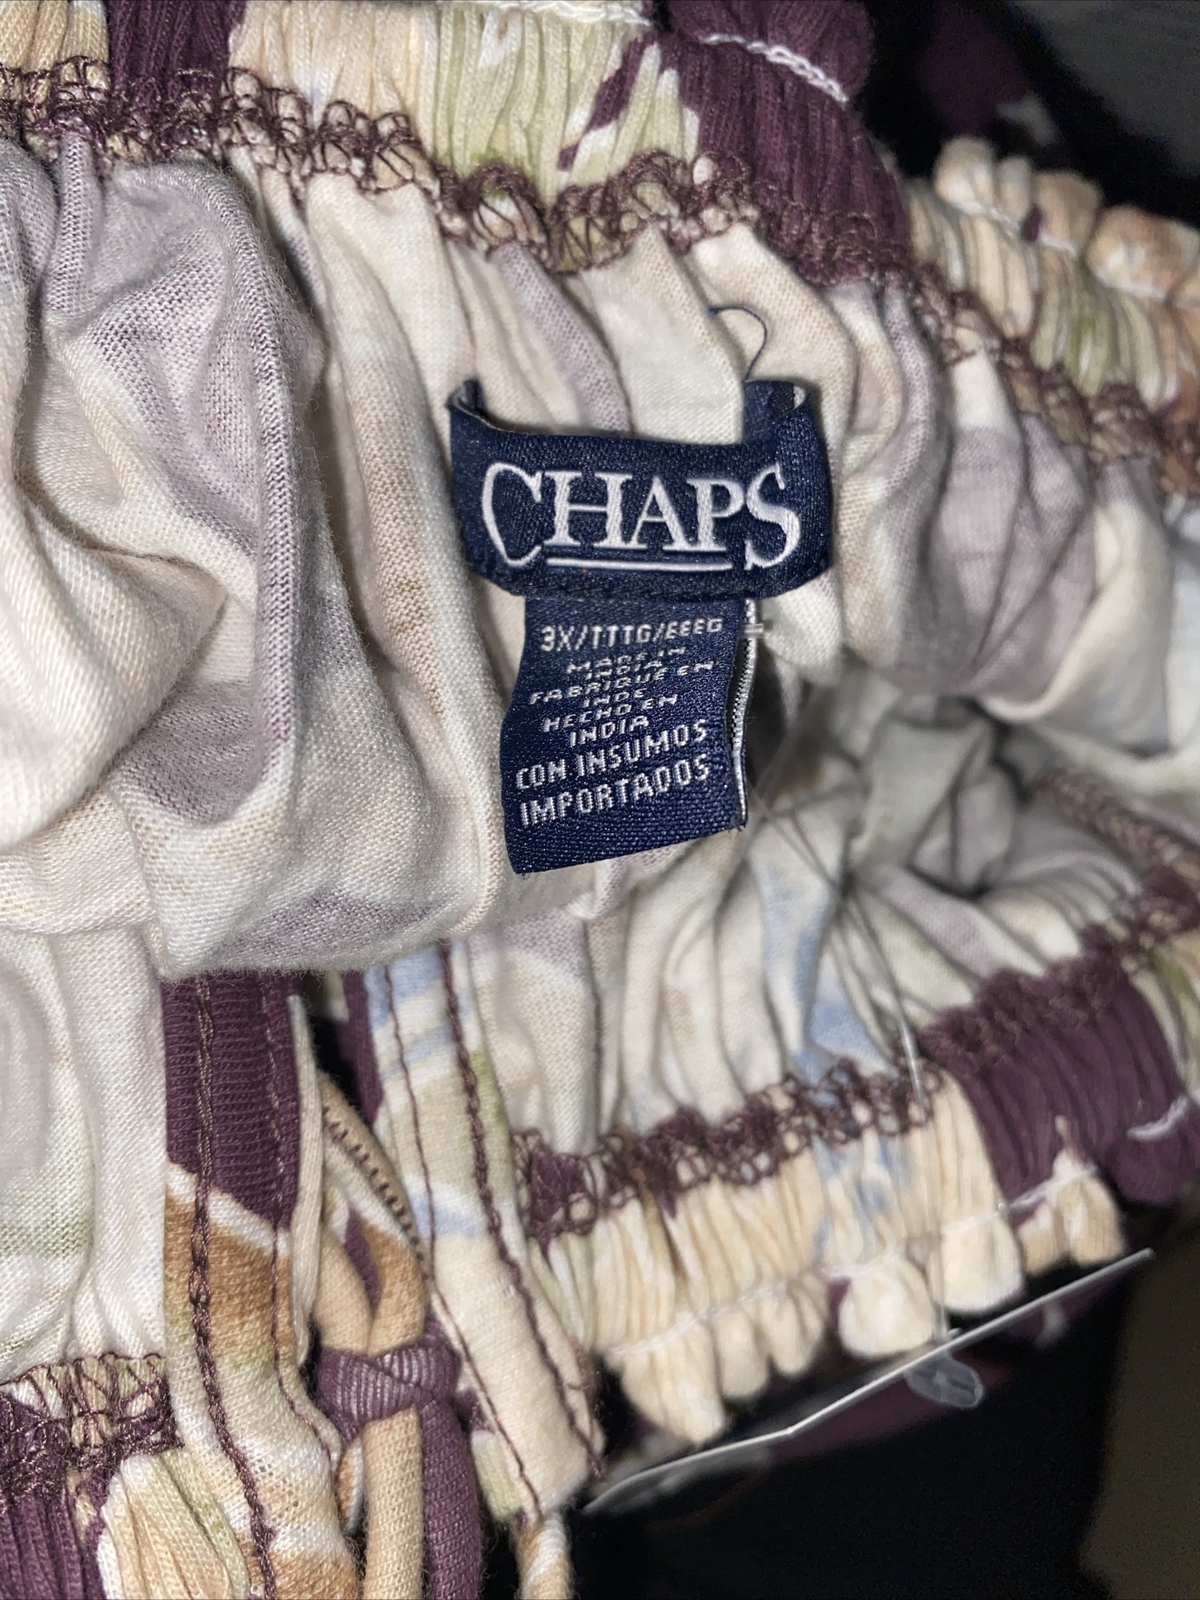 CHAPS
3X/TTTG/EEEG
MADE IN
INDIA
FABRIQUE EN
INDE
HECHO EN
INDIA
CON INSUMOS
IMPORTADOS